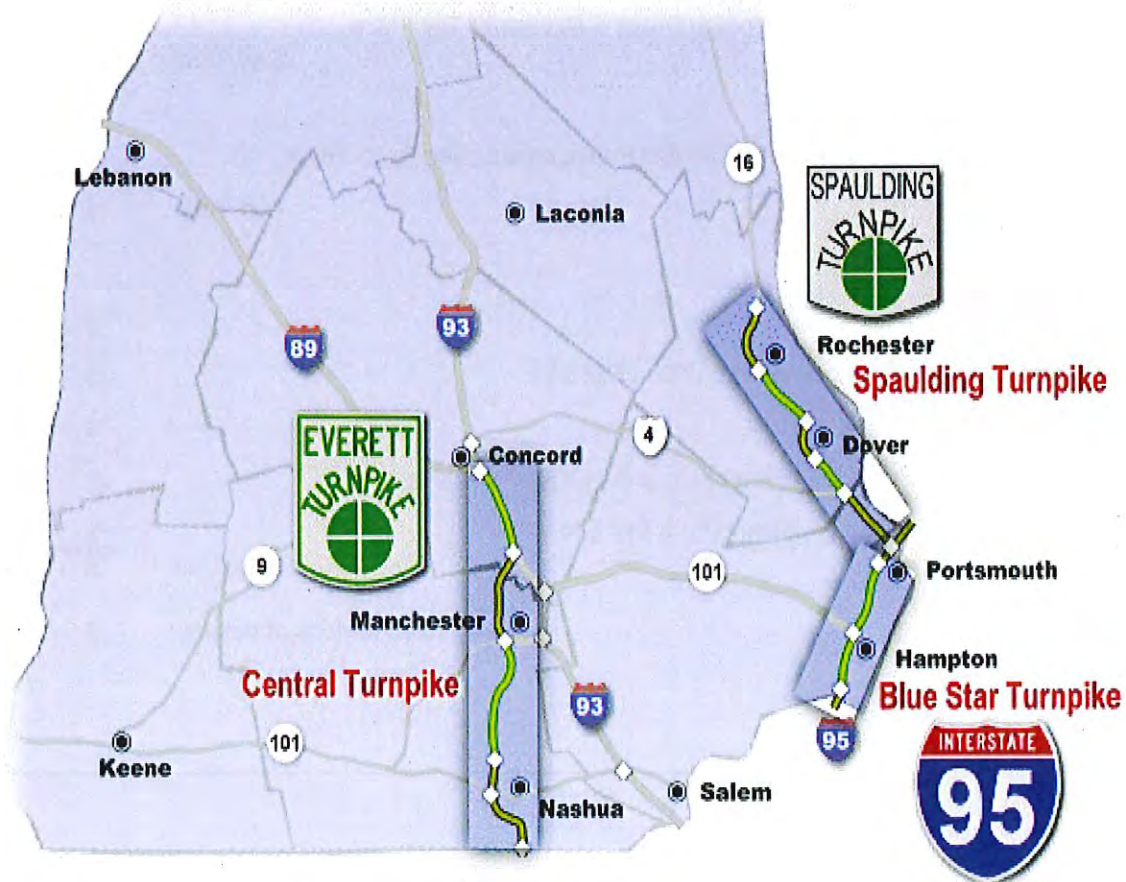 16
SPAULDING
TURNPIKE
Lebanon
Laconia
93
89
Rochester
Spaulding Turnpike
EVERETT
TURNPIKE
4
Dover
Concord
9
101
Portsmouth
Manchester
Hampton
Central Turnpike
Blue Star Turnpike
93
95
101
INTERSTATE
95
Keene
Nashua
Salem